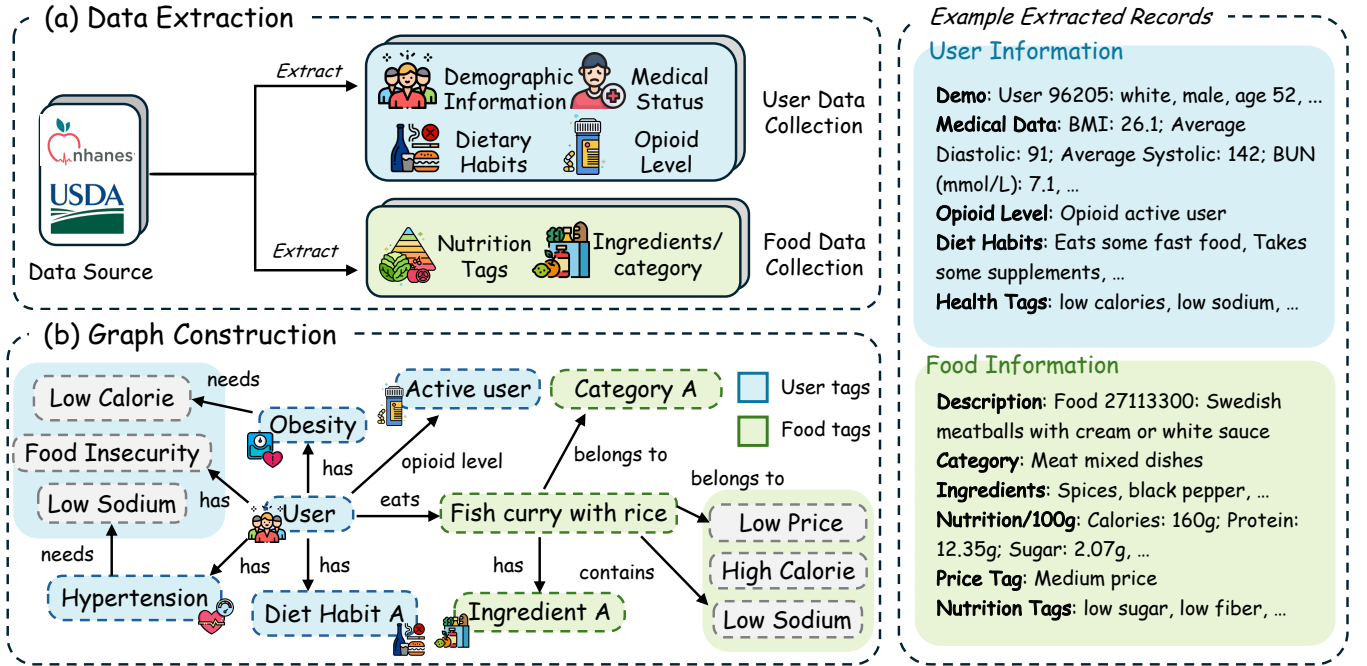 (a) Data Extraction
Extract
Demographic
Information
Medical
Status
Dietary
Habits
Opioid
Level
User Data
Collection
nhanes
USDA
Data Source
Extract
Nutrition
Tags
Ingredients/
category
Food Data
Collection
(b) Graph Construction
needs
Low Calorie
Obesity
Active user
Category A
User tags
Food tags
Food Insecurity
has
opioid level
belongs to
belongs to
Low Sodium
has
User
eats
Fish curry with rice
Low Price
needs
has
has
has
contains
High Calorie
Hypertension
Diet Habit A
Ingredient A
Low Sodium
Example Extracted Records
User Information
Demo: User 96205: white, male, age 52, ...
Medical Data: BMI: 26.1; Average
Diastolic: 91; Average Systolic: 142; BUN
(mmol/L): 7.1, ...
Opioid Level: Opioid active user
Diet Habits: Eats some fast food, Takes
some supplements, ...
Health Tags: low calories, low sodium, ...
Food Information
Description: Food 27113300: Swedish
meatballs with cream or white sauce
Category: Meat mixed dishes
Ingredients: Spices, black pepper, ...
Nutrition/100g: Calories: 160g; Protein:
12.35g; Sugar: 2.07g, ...
Price Tag: Medium price
Nutrition Tags: low sugar, low fiber, ...